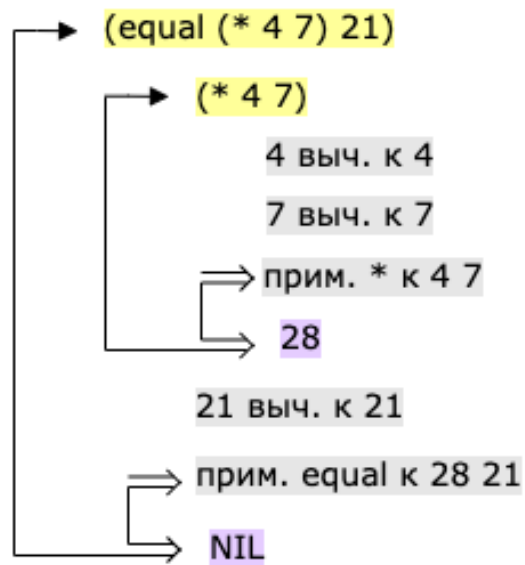 (equal (* 4 7) 21)
(* 4 7)
4 выч. к 4
7 выч. к 7
прим. * к 4 7
28
21 выч. к 21
прим. equal к 28 21
NIL